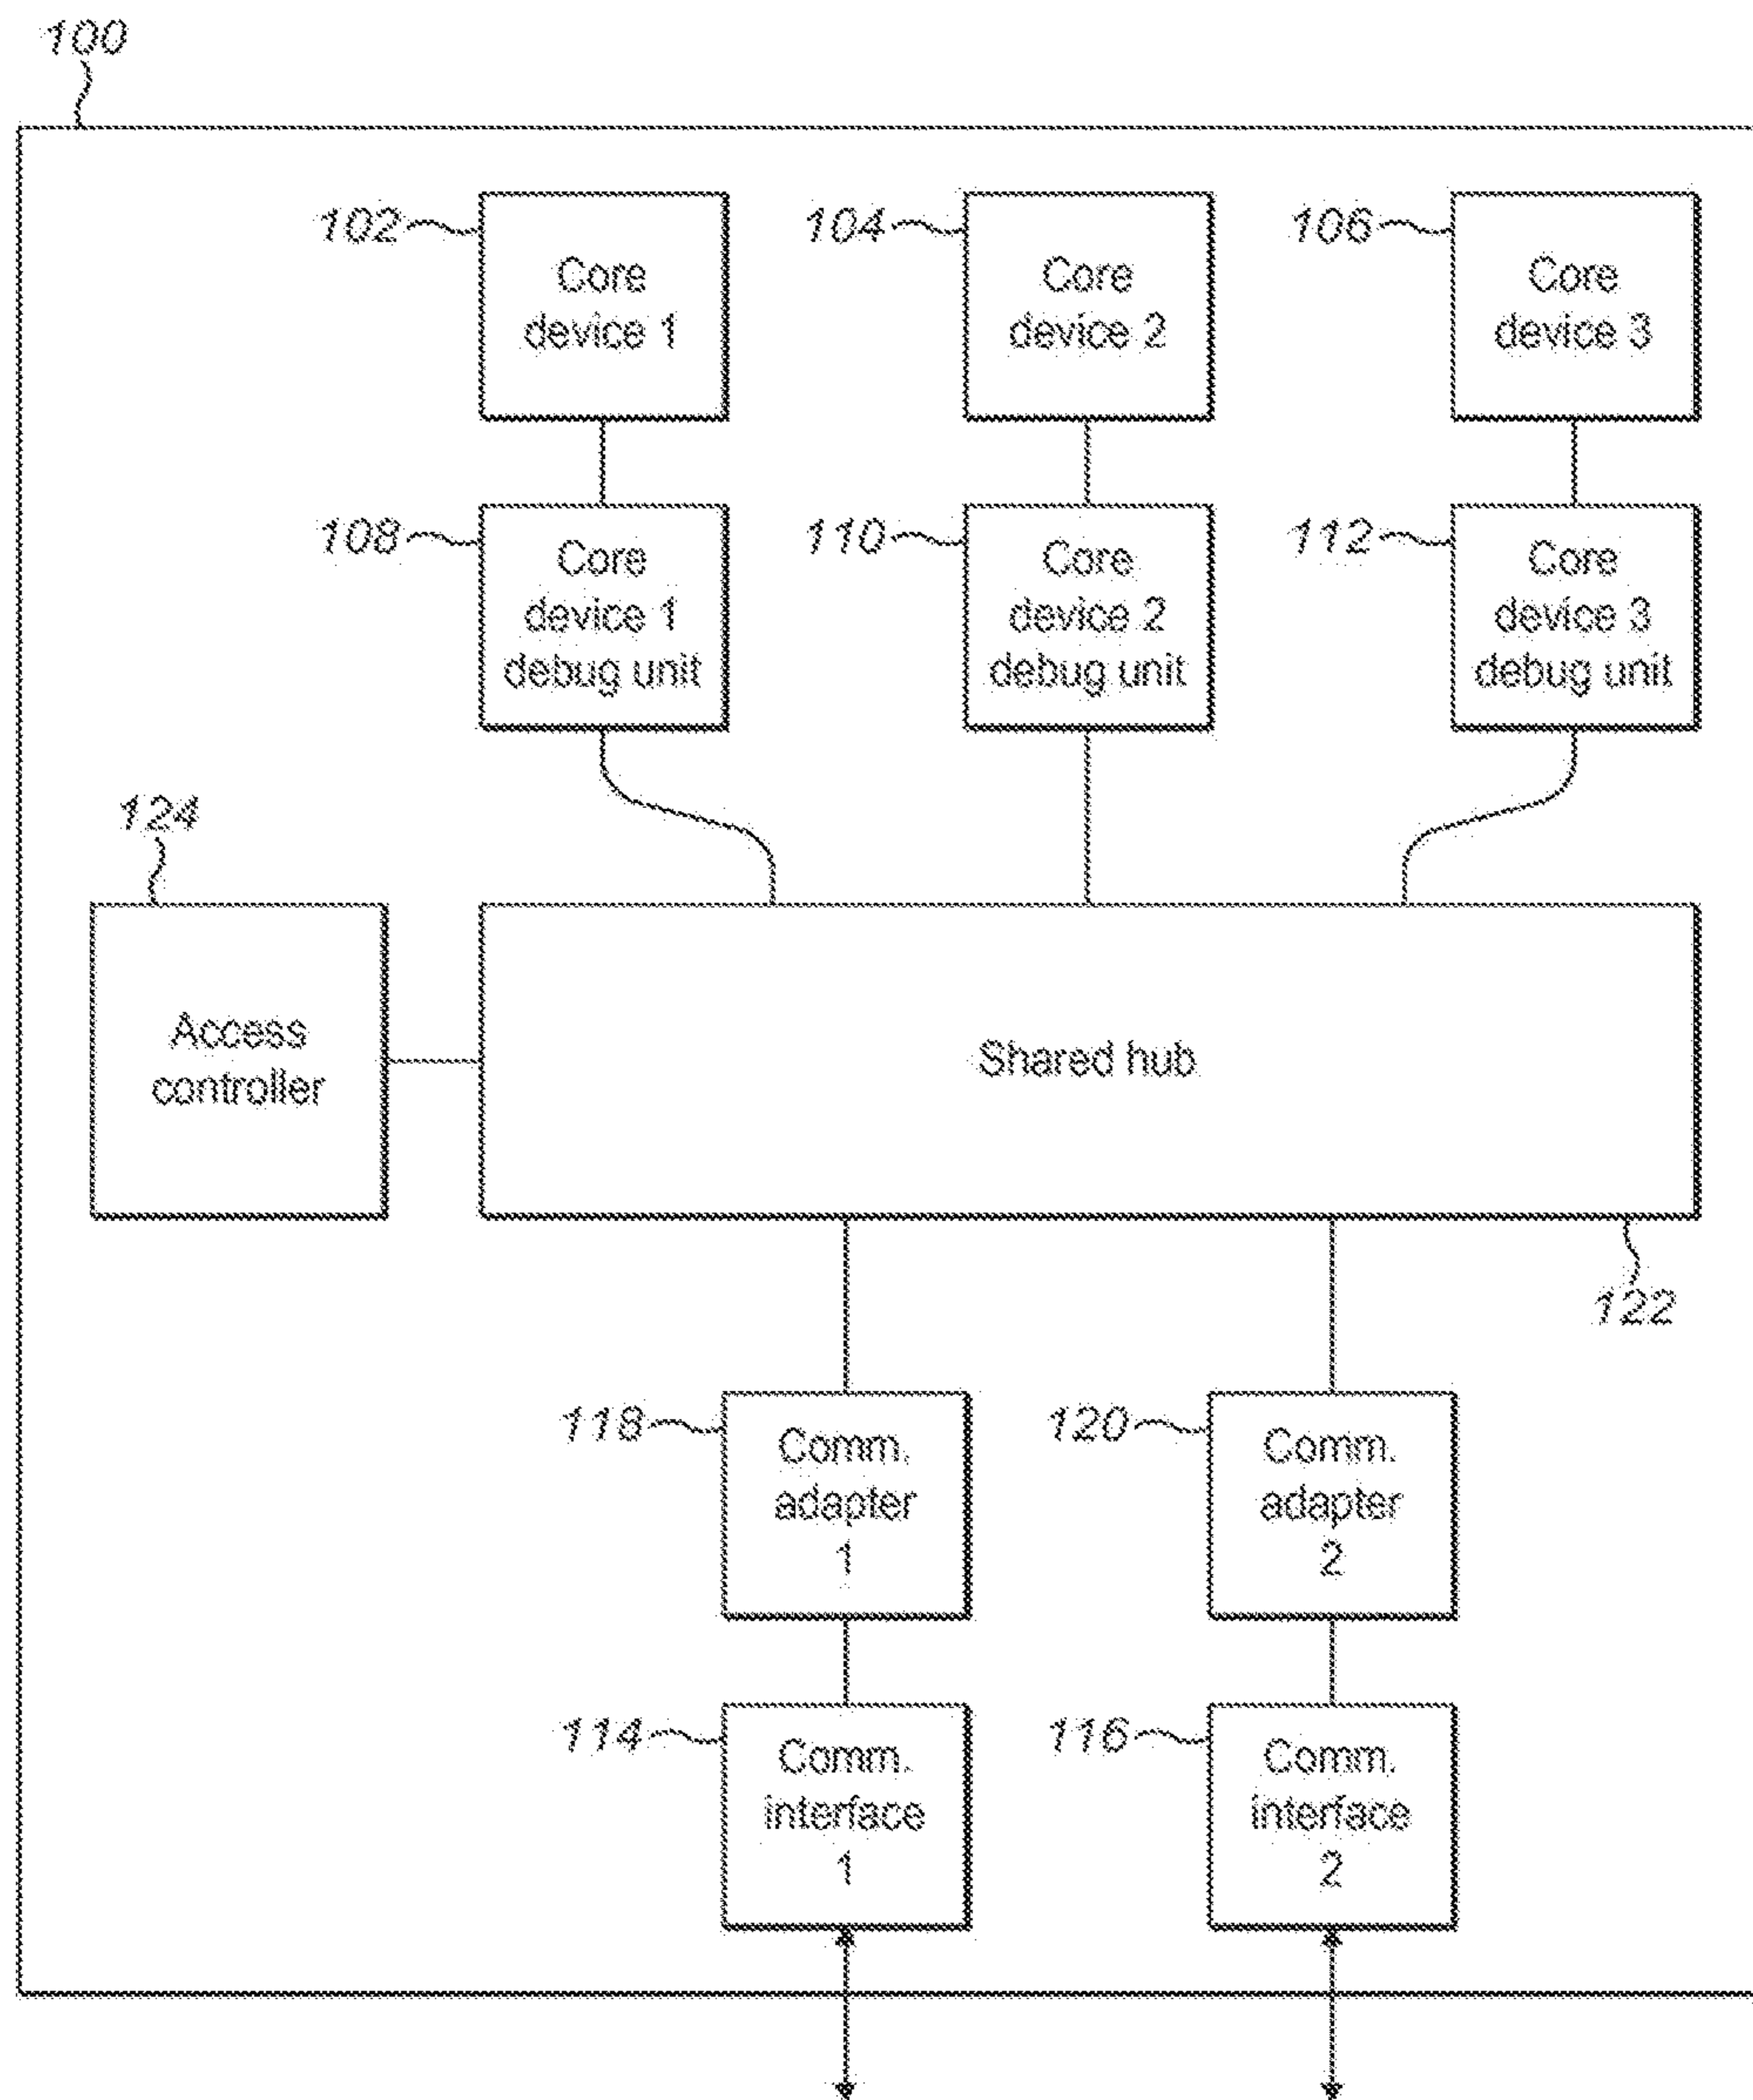 100
102
Core
device 1
104
Core
device 2
106
Core
device 3
108
Core
device 1
debug unit
110
Core
device 2
debug unit
112
Core
device 3
debug unit
124
Access
controller
Shared hub
122
118
Comm.
adapter
1
120
Comm.
adapter
2
114
Comm.
interface
1
116
Comm.
interface
2